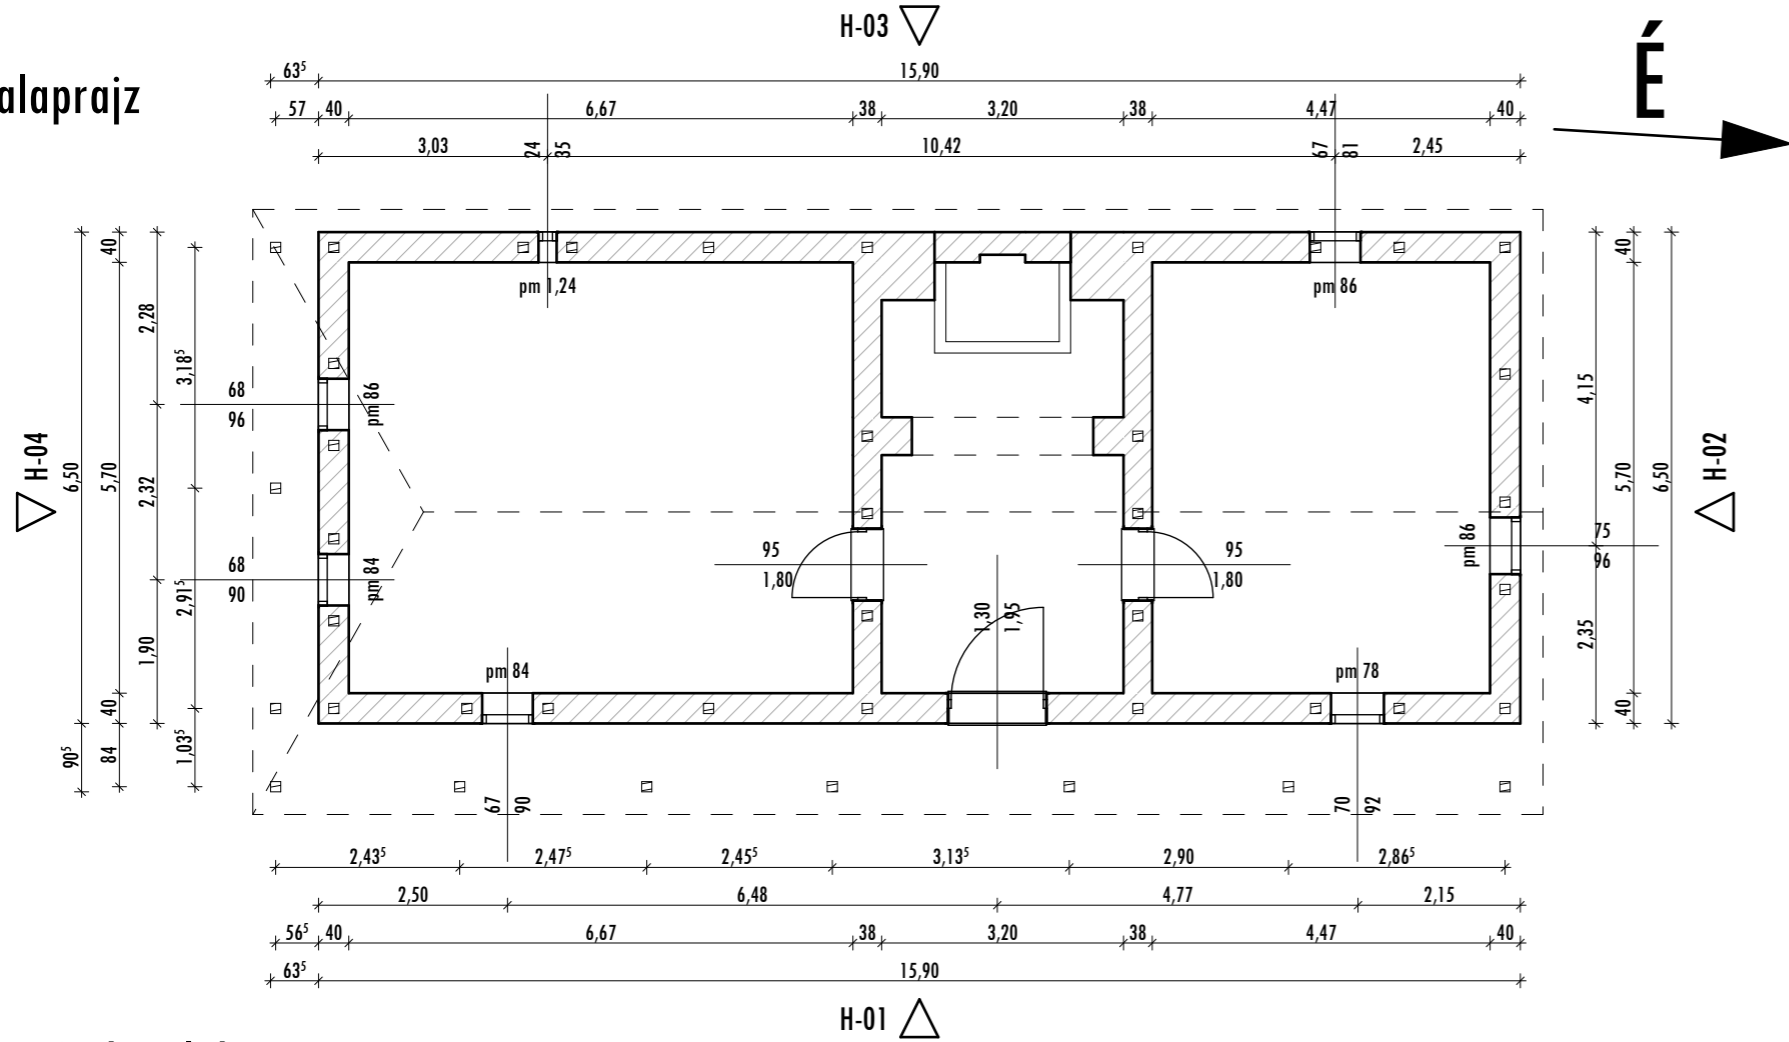 H-03
É
alaprajz
63⁵ 15,90
57 40 6,67 38 3,20 38 4,47 40
3,03 24 35 10,42 67 81 2,45
pm 1,24 pm 86
6,50
5,70
40
40
2,28
2,32
1,90
3,18⁵
2,91⁵
1,03⁵
90⁵
84
H-04
68
96
pm 86
68
90
pm 84
95
1,80
95
1,80
1,30
1,95
pm 86
75
96
4,15
2,35
40
5,70
40
6,50
H-02
pm 84
pm 78
67
90
70
92
2,43⁵ 2,47⁵ 2,45⁵ 3,13⁵ 2,90 2,86⁵
2,50 6,48 4,77 2,15
56⁵ 40 6,67 38 3,20 38 4,47 40
63⁵ 15,90
H-01